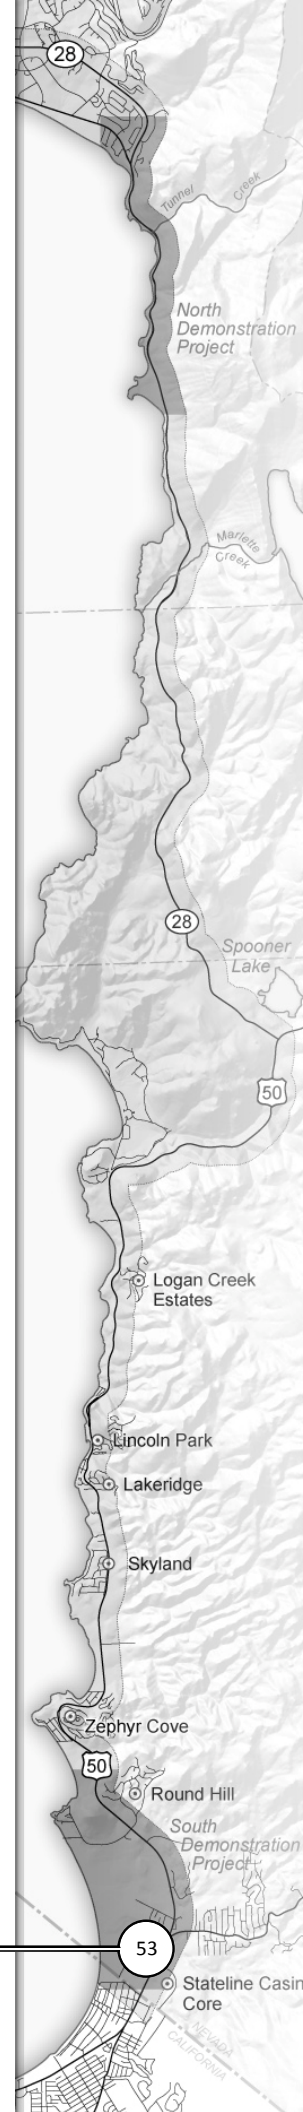 28
Tunnel
Creek
North
Demonstration
Project
Marlette
Creek
28
Spooner
Lake
50
Logan Creek
Estates
Lincoln Park
Lakeridge
Skyland
Zephyr Cove
50
Round Hill
South
Demonstration
Project
53
Stateline Casin
Core
NEVADA
CALIFORNIA